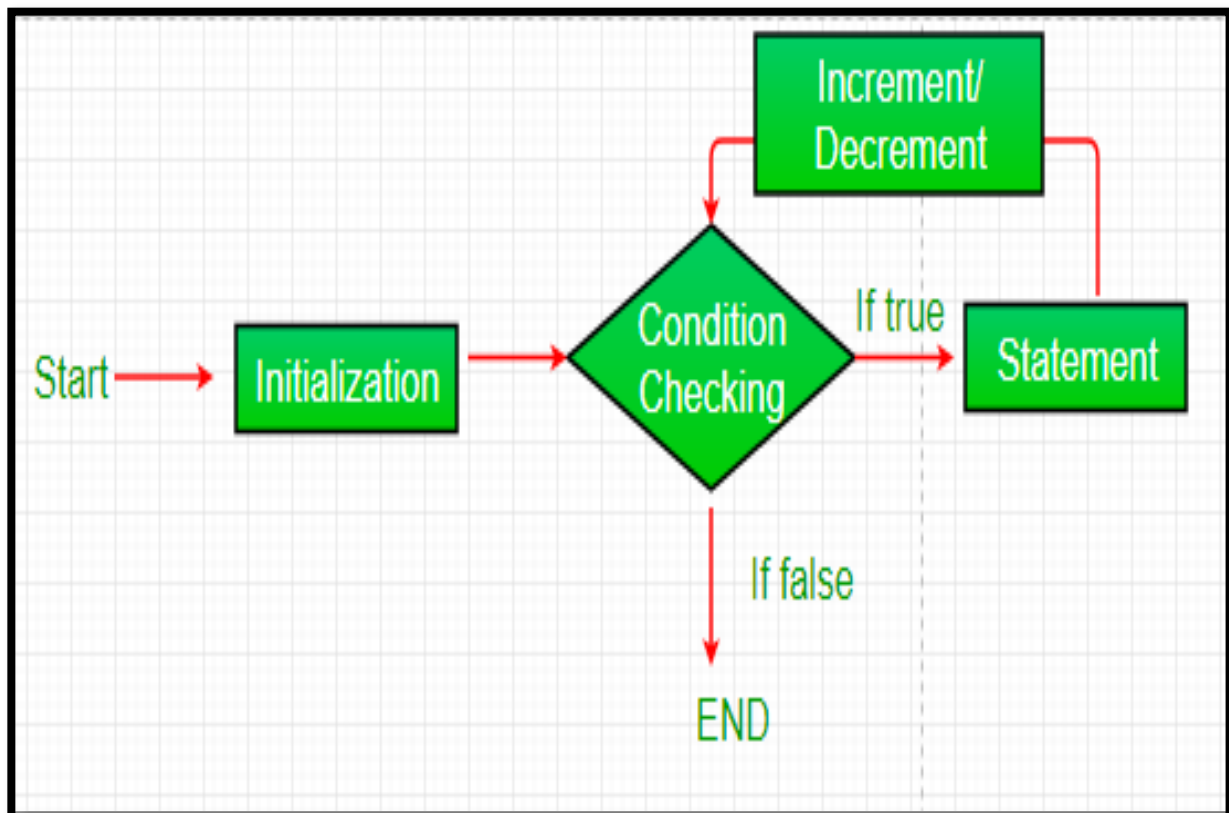 Increment/
Decrement
Start
Initialization
Condition
Checking
If true
Statement
If false
END